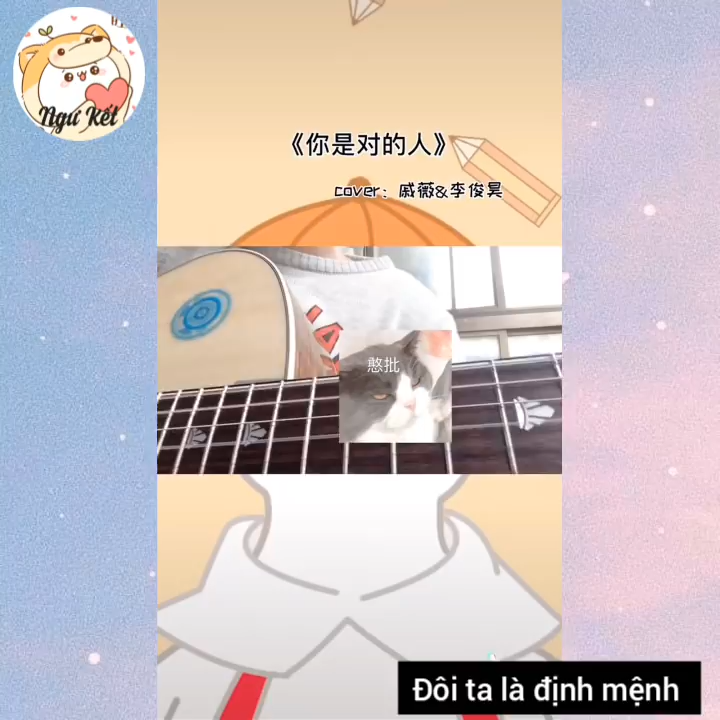 Ngư Kết
《你是对的人》
cover: 戚薇&李俊昊
憨批
Đôi ta là định mệnh